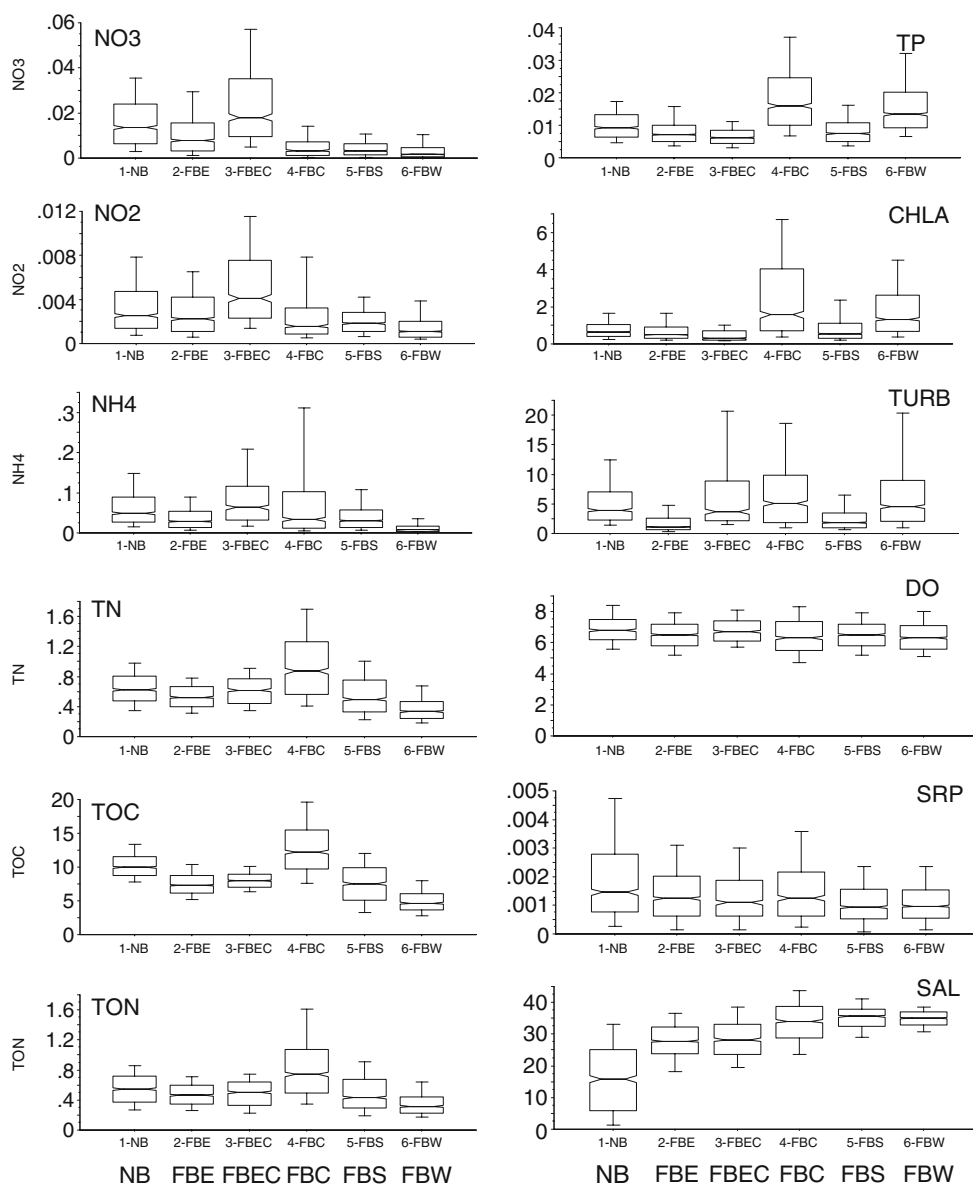 NO3
NO3
.06
.04
.02
0
1-NB 2-FBE 3-FBEC 4-FBC 5-FBS 6-FBW
TP
.04
.03
.02
.01
0
1-NB 2-FBE 3-FBEC 4-FBC 5-FBS 6-FBW
NO2
NO2
.012
.008
.004
0
1-NB 2-FBE 3-FBEC 4-FBC 5-FBS 6-FBW
CHLA
6
4
2
0
1-NB 2-FBE 3-FBEC 4-FBC 5-FBS 6-FBW
NH4
NH4
.3
.2
.1
0
1-NB 2-FBE 3-FBEC 4-FBC 5-FBS 6-FBW
TURB
20
15
10
5
0
1-NB 2-FBE 3-FBEC 4-FBC 5-FBS 6-FBW
TN
TN
1.6
1.2
.8
.4
0
1-NB 2-FBE 3-FBEC 4-FBC 5-FBS 6-FBW
DO
8
6
4
2
0
1-NB 2-FBE 3-FBEC 4-FBC 5-FBS 6-FBW
TOC
TOC
20
15
10
5
0
1-NB 2-FBE 3-FBEC 4-FBC 5-FBS 6-FBW
SRP
.005
.004
.003
.002
.001
0
1-NB 2-FBE 3-FBEC 4-FBC 5-FBS 6-FBW
TON
TON
1.6
1.2
.8
.4
0
1-NB 2-FBE 3-FBEC 4-FBC 5-FBS 6-FBW
NB FBE FBEC FBC FBS FBW
SAL
40
30
20
10
0
1-NB 2-FBE 3-FBEC 4-FBC 5-FBS 6-FBW
NB FBE FBEC FBC FBS FBW